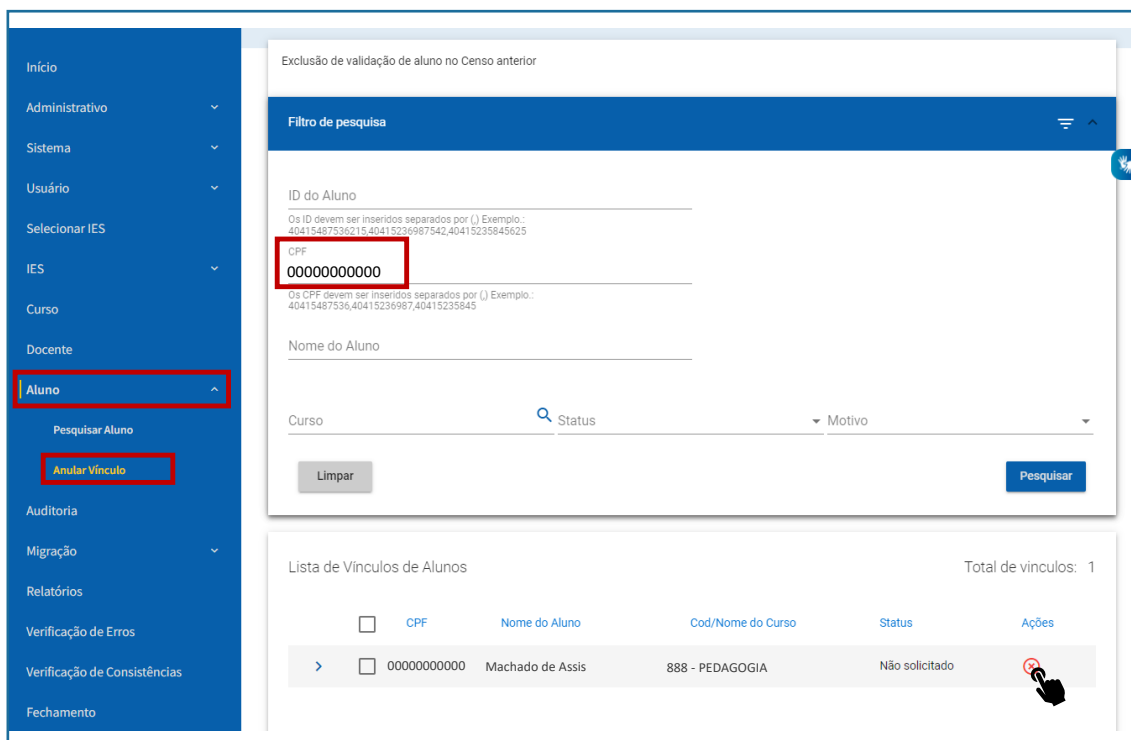 Início
Administrativo
Sistema
Usuário
Selecionar IES
IES
Curso
Docente
Aluno
Pesquisar Aluno
Anular Vínculo
Auditoria
Migração
Relatórios
Verificação de Erros
Verificação de Consistências
Fechamento
Exclusão de validação de aluno no Censo anterior
Filtro de pesquisa
ID do Aluno
Os ID devem ser inseridos separados por (,) Exemplo.:
40415487536215,40415236987542,40415235845625
CPF
00000000000
Os CPF devem ser inseridos separados por (,) Exemplo.:
40415487536,40415236987,40415235845
Nome do Aluno
Curso Status Motivo
Limpar Pesquisar
Lista de Vínculos de Alunos Total de vinculos: 1
CPF Nome do Aluno Cod/Nome do Curso Status Ações
00000000000 Machado de Assis 888 - PEDAGOGIA Não solicitado